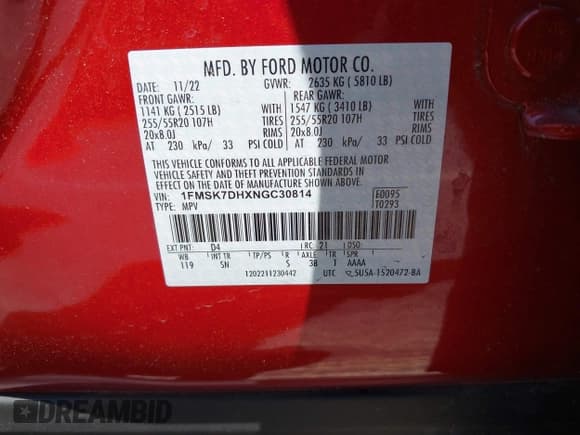 MFD. BY FORD MOTOR CO.
DATE: 11/22 GVWR: 2635 KG ( 5810 LB)
FRONT GAWR: REAR GAWR:
1141 KG ( 2515 LB) WITH 1547 KG ( 3410 LB) WITH
255/55R20 107H TIRES 255/55R20 107H TIRES
20x8.0J RIMS 20x8.0J RIMS
AT 230 kPa/ 33 PSI COLD AT 230 kPa/ 33 PSI COLD
THIS VEHICLE CONFORMS TO ALL APPLICABLE FEDERAL MOTOR
VEHICLE SAFETY AND THEFT PREVENTION STANDARDS IN
EFFECT ON THE DATE OF MANUFACTURE SHOWN ABOVE.
VIN: 1FMSK7DHXNGC30814
TYPE: MPV
E0095
T0293
EXT PNT: D4 RC: 21 DSO:
WB INT TR TP/PS R AXLE TR SPR
119 SN S 38 1 AAAA
1202211230442 UTC 5USA-1520472-BA
DREAMBID